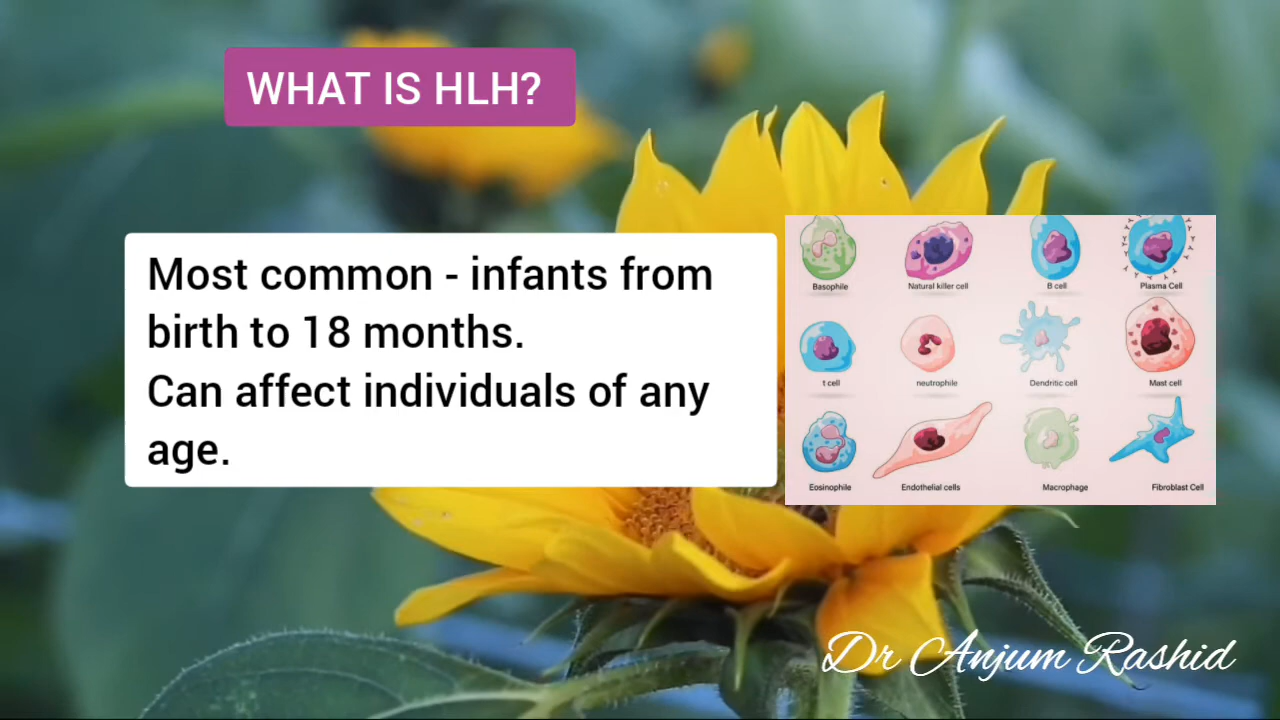 WHAT IS HLH?
Most common - infants from
birth to 18 months.
Can affect individuals of any
age.
Basophile
Natural killer cell
B cell
Plasma Cell
t cell
neutrophile
Dendritic cell
Mast cell
Eosinophile
Endothelial cells
Macrophage
Fibroblast Cell
Dr Anjum Rashid